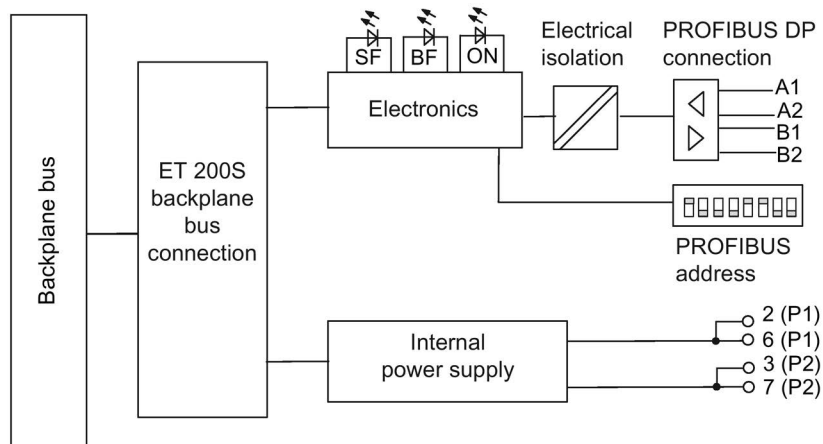 Backplane bus
ET 200S
backplane
bus
connection
SF
BF
ON
Electronics
Electrical
isolation
PROFIBUS DP
connection
A1
A2
B1
B2
PROFIBUS
address
Internal
power supply
2 (P1)
6 (P1)
3 (P2)
7 (P2)